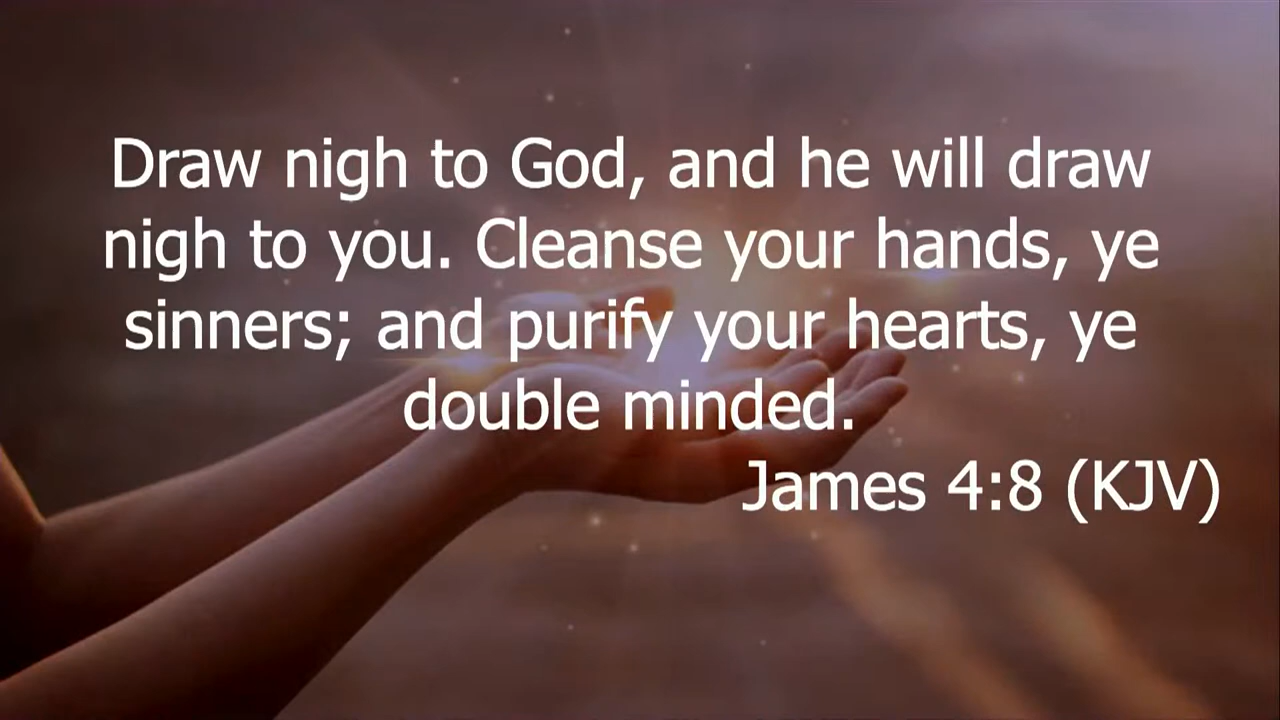 Draw nigh to God, and he will draw
nigh to you. Cleanse your hands, ye
sinners; and purify your hearts, ye
double minded.
James 4:8 (KJV)